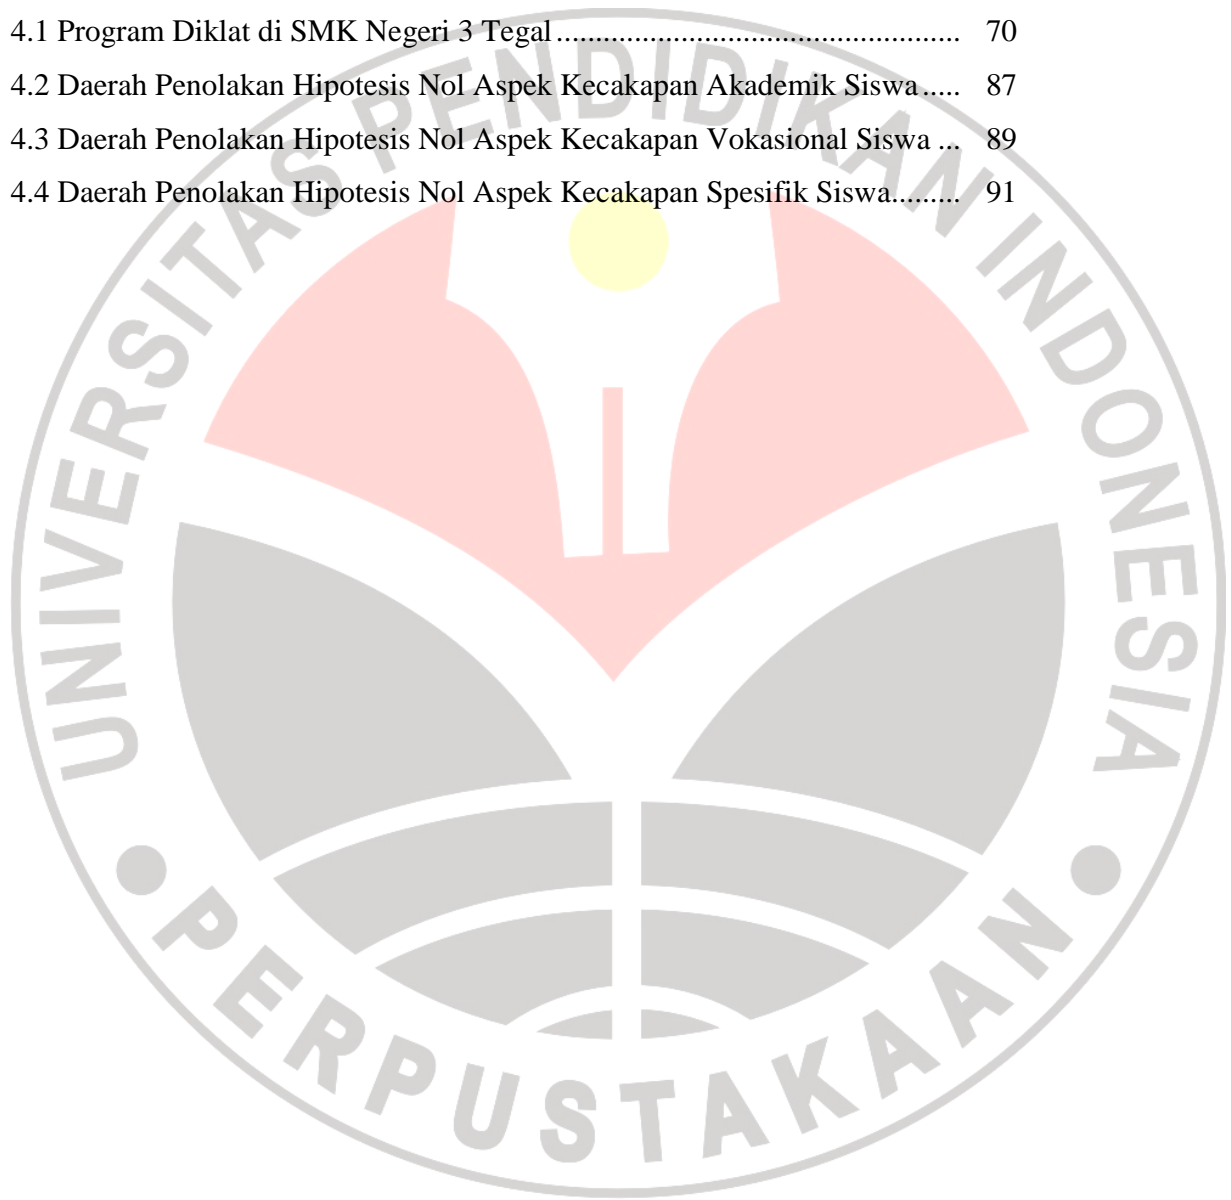 4.1 Program Diklat di SMK Negeri 3 Tegal .................................................... 70
4.2 Daerah Penolakan Hipotesis Nol Aspek Kecakapan Akademik Siswa ..... 87
4.3 Daerah Penolakan Hipotesis Nol Aspek Kecakapan Vokasional Siswa ... 89
4.4 Daerah Penolakan Hipotesis Nol Aspek Kecakapan Spesifik Siswa......... 91
UNIVERSITAS PENDIDIKAN INDONESIA
PERPUSTAKAAN